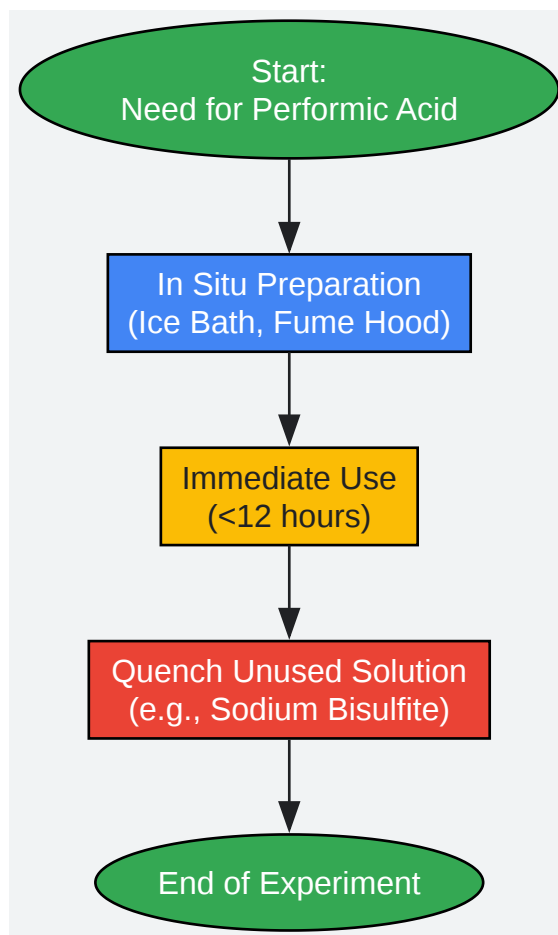 Start:
Need for Performic Acid
In Situ Preparation
(Ice Bath, Fume Hood)
Immediate Use
(<12 hours)
Quench Unused Solution
(e.g., Sodium Bisulfite)
End of Experiment